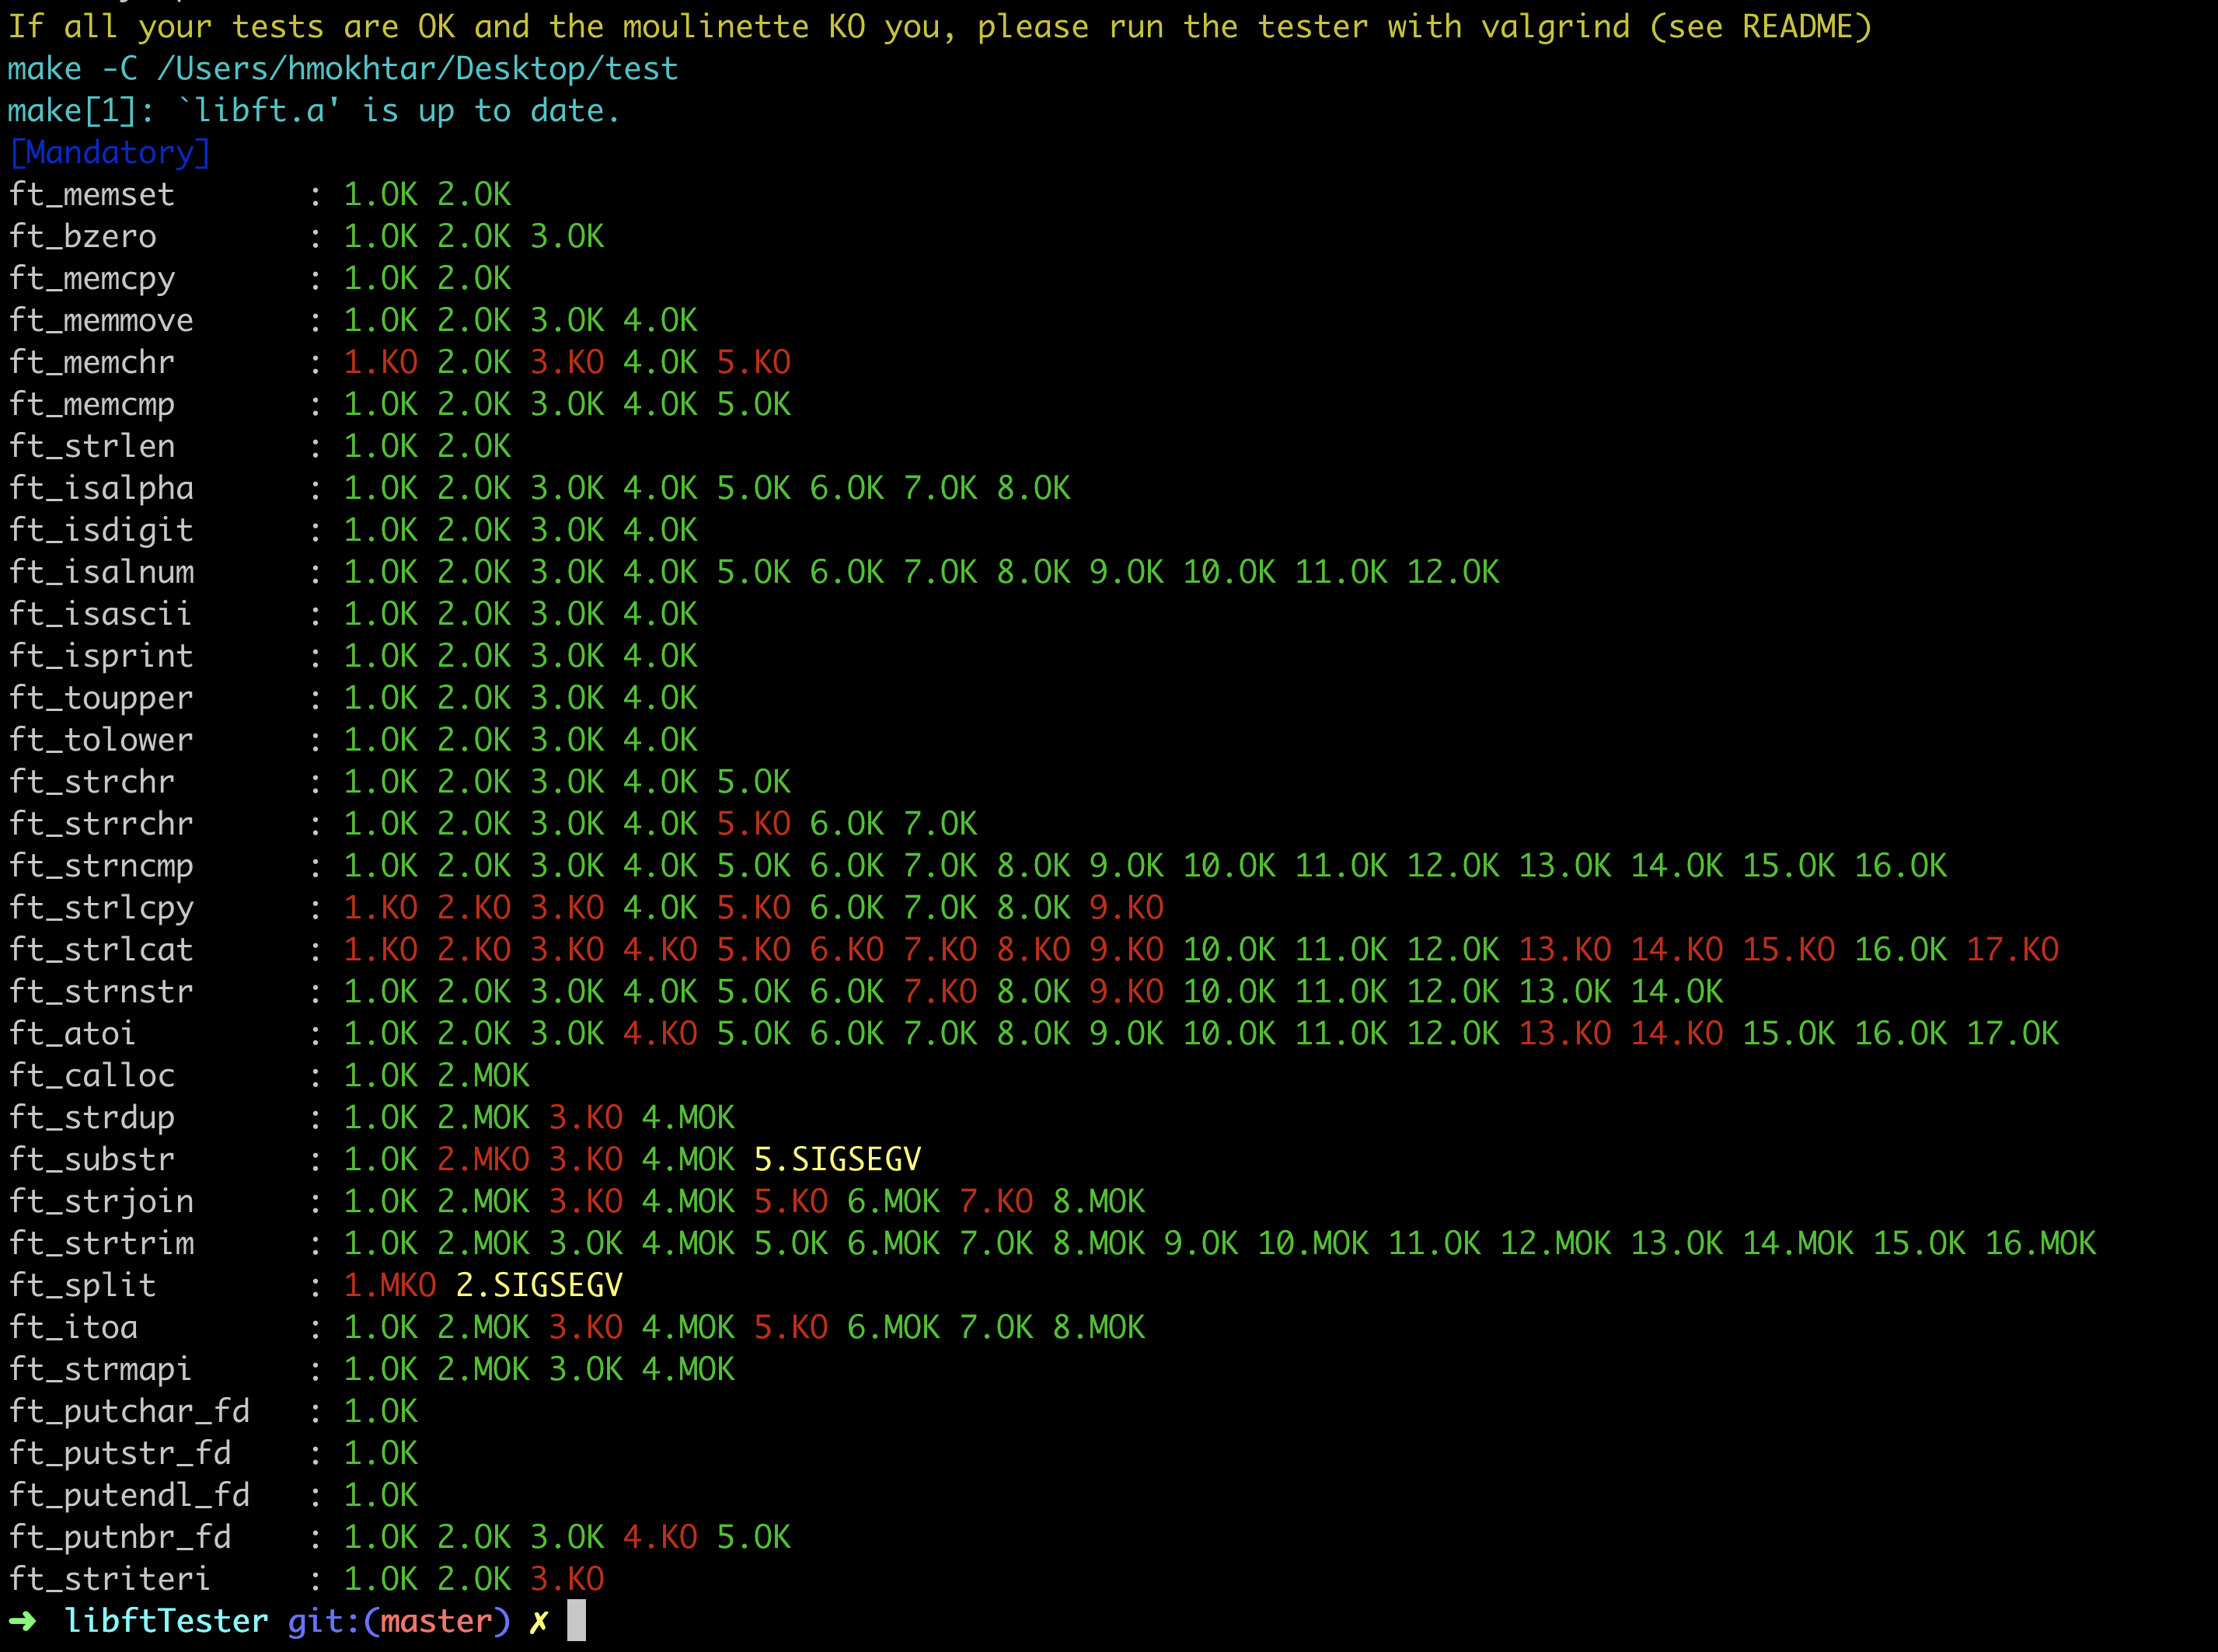 If all your tests are OK and the moulinette KO you, please run the tester with valgrind (see README)
make -C /Users/hmokhtar/Desktop/test
make[1]: `libft.a' is up to date.
[Mandatory]
ft_memset : 1.OK 2.OK
ft_bzero : 1.OK 2.OK 3.OK
ft_memcpy : 1.OK 2.OK
ft_memmove : 1.OK 2.OK 3.OK 4.OK
ft_memchr : 1.KO 2.OK 3.KO 4.OK 5.KO
ft_memcmp : 1.OK 2.OK 3.OK 4.OK 5.OK
ft_strlen : 1.OK 2.OK
ft_isalpha : 1.OK 2.OK 3.OK 4.OK 5.OK 6.OK 7.OK 8.OK
ft_isdigit : 1.OK 2.OK 3.OK 4.OK
ft_isalnum : 1.OK 2.OK 3.OK 4.OK 5.OK 6.OK 7.OK 8.OK 9.OK 10.OK 11.OK 12.OK
ft_isascii : 1.OK 2.OK 3.OK 4.OK
ft_isprint : 1.OK 2.OK 3.OK 4.OK
ft_toupper : 1.OK 2.OK 3.OK 4.OK
ft_tolower : 1.OK 2.OK 3.OK 4.OK
ft_strchr : 1.OK 2.OK 3.OK 4.OK 5.OK
ft_strrchr : 1.OK 2.OK 3.OK 4.OK 5.KO 6.OK 7.OK
ft_strncmp : 1.OK 2.OK 3.OK 4.OK 5.OK 6.OK 7.OK 8.OK 9.OK 10.OK 11.OK 12.OK 13.OK 14.OK 15.OK 16.OK
ft_strlcpy : 1.KO 2.KO 3.KO 4.OK 5.KO 6.OK 7.OK 8.OK 9.KO
ft_strlcat : 1.KO 2.KO 3.KO 4.KO 5.KO 6.KO 7.KO 8.KO 9.KO 10.OK 11.OK 12.OK 13.KO 14.KO 15.KO 16.OK 17.KO
ft_strnstr : 1.OK 2.OK 3.OK 4.OK 5.OK 6.OK 7.KO 8.OK 9.KO 10.OK 11.OK 12.OK 13.OK 14.OK
ft_atoi : 1.OK 2.OK 3.OK 4.KO 5.OK 6.OK 7.OK 8.OK 9.OK 10.OK 11.OK 12.OK 13.KO 14.KO 15.OK 16.OK 17.OK
ft_calloc : 1.OK 2.MOK
ft_strdup : 1.OK 2.MOK 3.KO 4.MOK
ft_substr : 1.OK 2.MKO 3.KO 4.MOK 5.SIGSEGV
ft_strjoin : 1.OK 2.MOK 3.KO 4.MOK 5.KO 6.MOK 7.KO 8.MOK
ft_strtrim : 1.OK 2.MOK 3.OK 4.MOK 5.OK 6.MOK 7.OK 8.MOK 9.OK 10.MOK 11.OK 12.MOK 13.OK 14.MOK 15.OK 16.MOK
ft_split : 1.MKO 2.SIGSEGV
ft_itoa : 1.OK 2.MOK 3.KO 4.MOK 5.KO 6.MOK 7.OK 8.MOK
ft_strmapi : 1.OK 2.MOK 3.OK 4.MOK
ft_putchar_fd : 1.OK
ft_putstr_fd : 1.OK
ft_putendl_fd : 1.OK
ft_putnbr_fd : 1.OK 2.OK 3.OK 4.KO 5.OK
ft_striteri : 1.OK 2.OK 3.KO
➜ libftTester git:(master) ✗